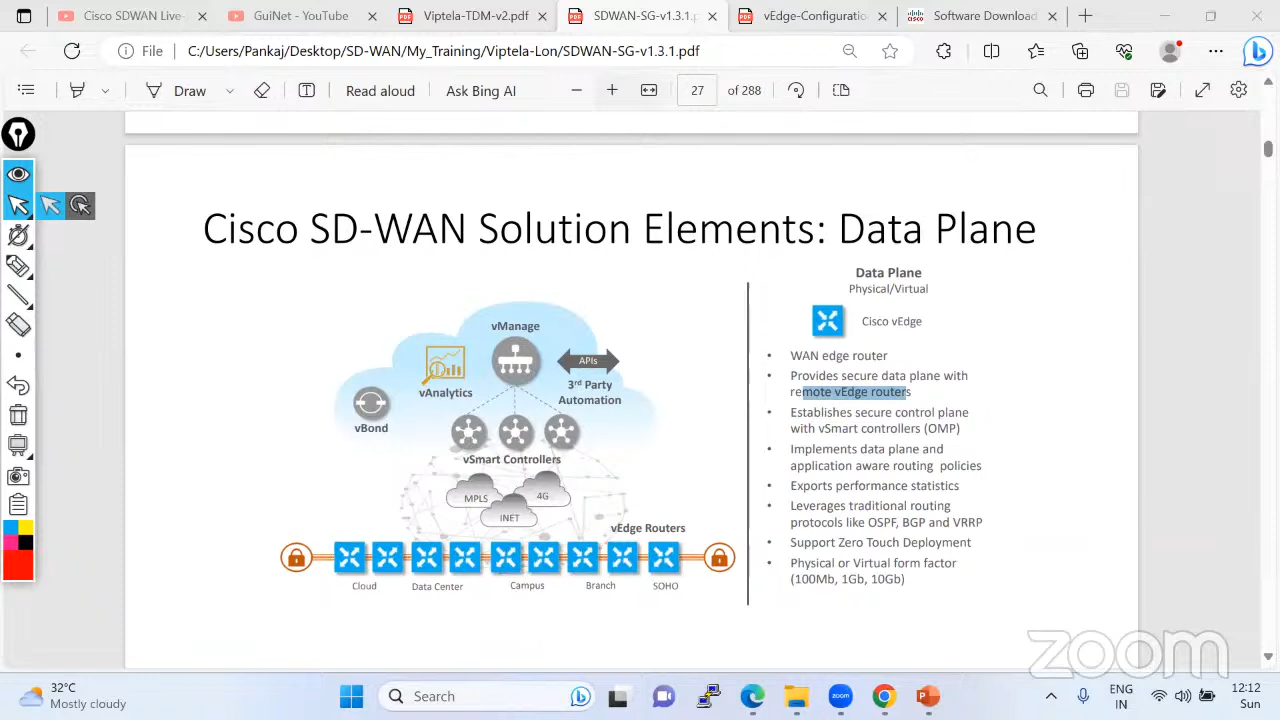 Cisco SDWAN Live-
GuiNet - YouTube
Viptela-TDM-v2.pdf
SDWAN-SG-v1.3.1.p
vEdge-Configuratio
Software Download
File
C:/Users/Pankaj/Desktop/SD-WAN/My_Training/Viptela-Lon/SDWAN-SG-v1.3.1.pdf
Draw
Read aloud
Ask Bing AI
27
of 288
Cisco SD-WAN Solution Elements: Data Plane
vManage
APIs
3rd Party
Automation
vAnalytics
vBond
vSmart Controllers
MPLS
4G
INET
vEdge Routers
Cloud
Data Center
Campus
Branch
SOHO
Data Plane
Physical/Virtual
Cisco vEdge
• WAN edge router
• Provides secure data plane with
remote vEdge routers
• Establishes secure control plane
with vSmart controllers (OMP)
• Implements data plane and
application aware routing policies
• Exports performance statistics
• Leverages traditional routing
protocols like OSPF, BGP and VRRP
• Support Zero Touch Deployment
• Physical or Virtual form factor
(100Mb, 1Gb, 10Gb)
zoom
32°C
Mostly cloudy
Search
zoom
ENG
IN
12:12
Sun